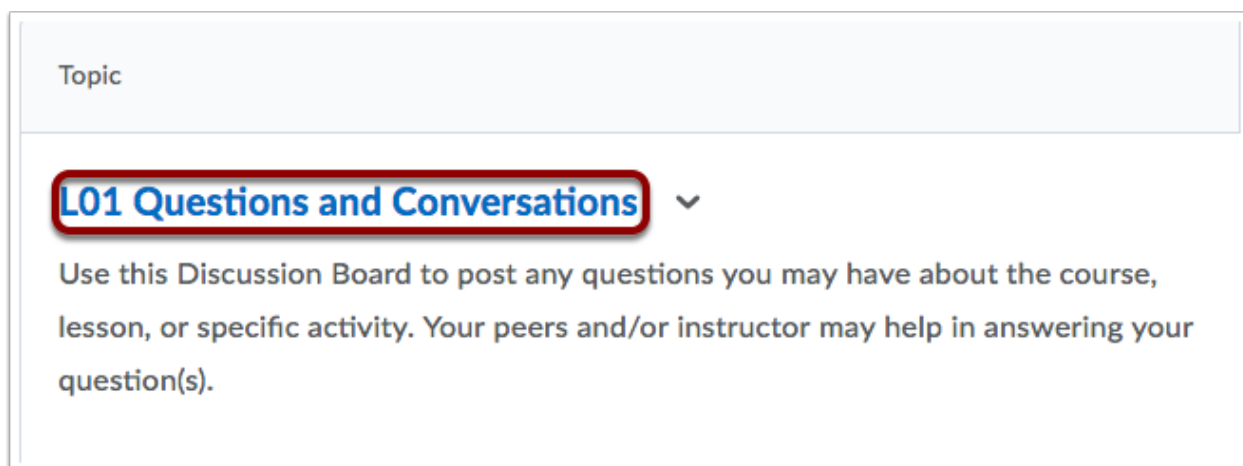 Topic
L01 Questions and Conversations
Use this Discussion Board to post any questions you may have about the course,
lesson, or specific activity. Your peers and/or instructor may help in answering your
question(s).